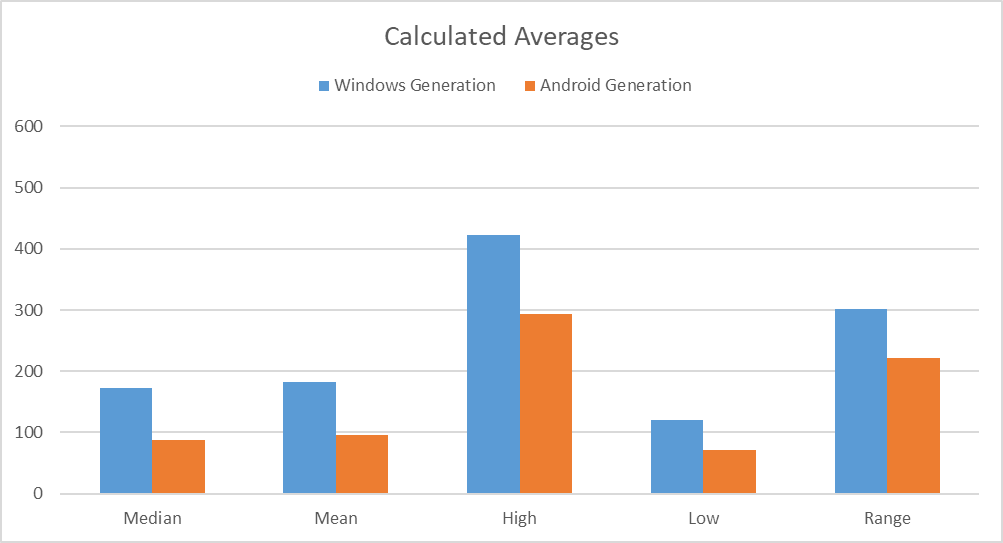 Calculated Averages
Windows Generation Android Generation
600
500
400
300
200
100
0
Median Mean High Low Range